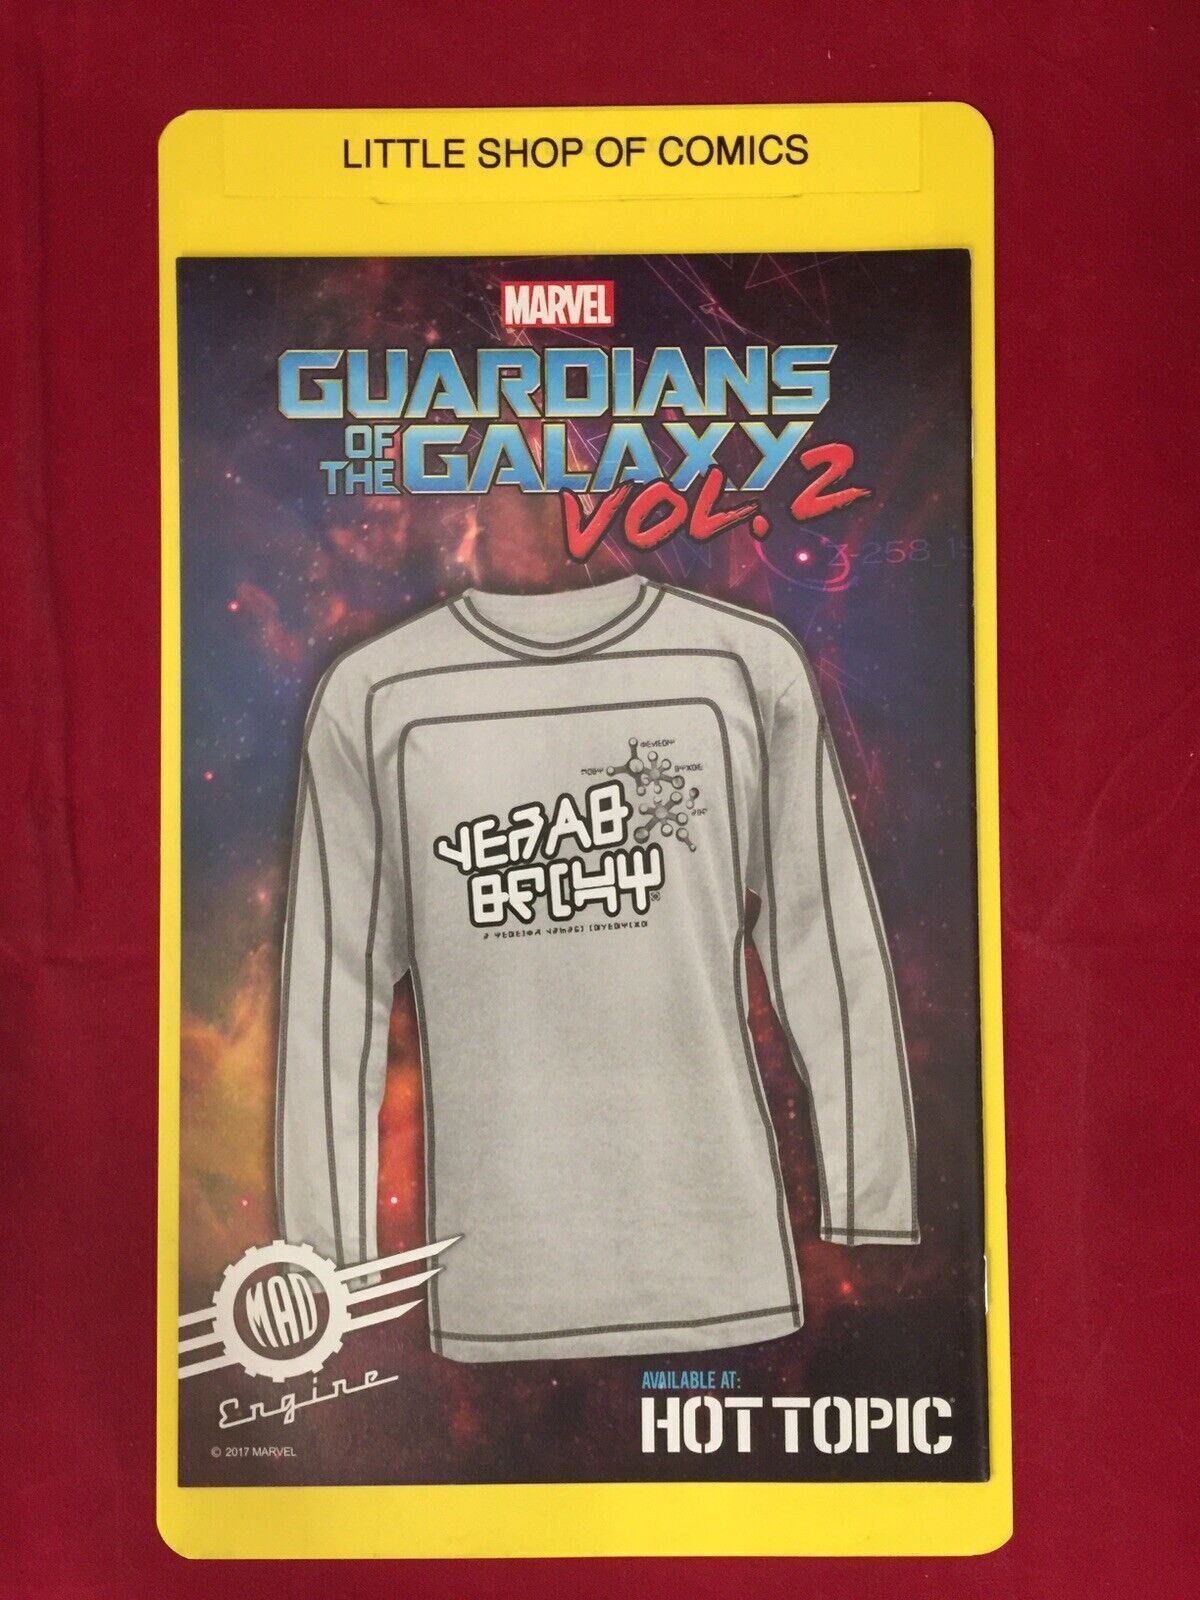 LITTLE SHOP OF COMICS
MARVEL
GUARDIANS
OF THE GALAXY
VOL. 2
MAD
Engine
© 2017 MARVEL
AVAILABLE AT:
HOT TOPIC